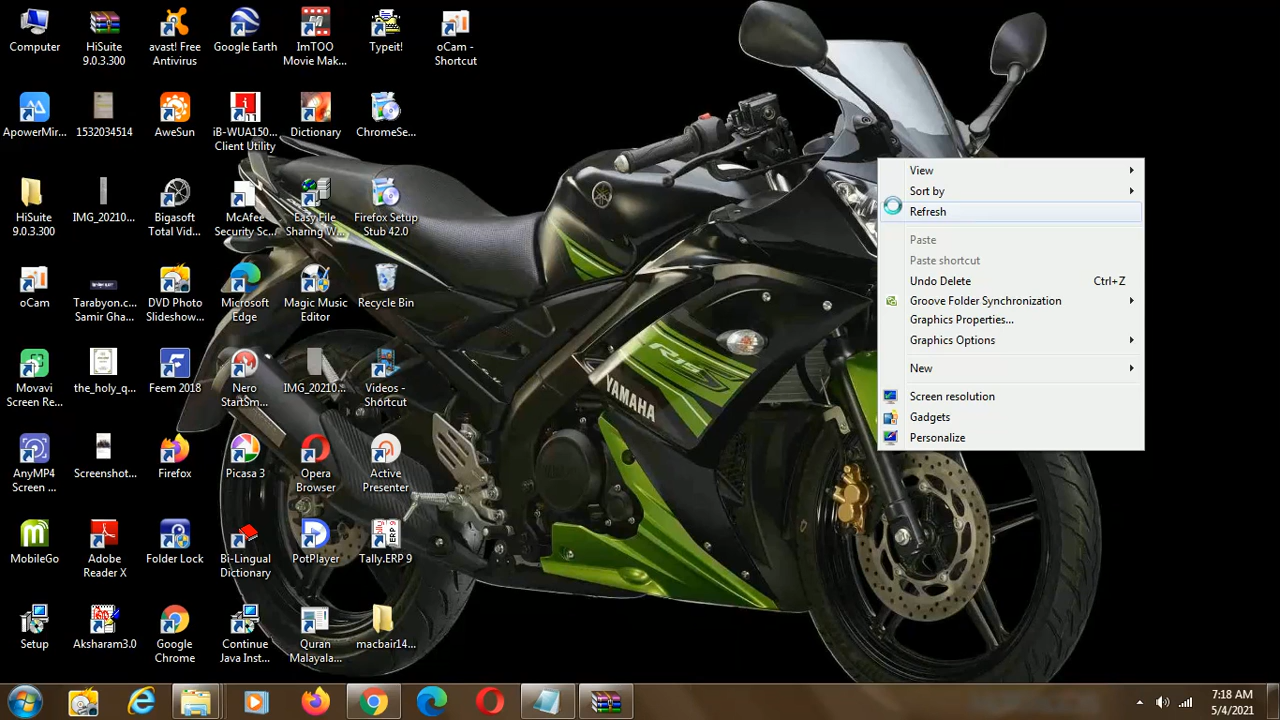 Computer
HiSuite
9.0.3.300
avast! Free
Antivirus
Google Earth
ImTOO
Movie Mak...
Typeit!
oCam -
Shortcut
ApowerMir...
1532034514
AweSun
iB-WUA150...
Client Utility
Dictionary
ChromeSe...
HiSuite
9.0.3.300
IMG_20210...
Bigasoft
Total Vid...
McAfee
Security Sc...
Easy File
Sharing W...
Firefox Setup
Stub 42.0
oCam
Tarabyon.c...
Samir Gha...
DVD Photo
Slideshow...
Microsoft
Edge
Magic Music
Editor
Recycle Bin
Movavi
Screen Re...
the_holy_q...
Feem 2018
Nero
StartSm...
IMG_20210...
Videos -
Shortcut
AnyMP4
Screen ...
Screenshot...
Firefox
Picasa 3
Opera
Browser
Active
Presenter
MobileGo
Adobe
Reader X
Folder Lock
Bi-Lingual
Dictionary
PotPlayer
Tally.ERP 9
Setup
Aksharam3.0
Google
Chrome
Continue
Java Inst...
Quran
Malayala...
macbair14...
R15
YAMAHA
View
Sort by
Refresh
Paste
Paste shortcut
Undo Delete Ctrl+Z
Groove Folder Synchronization
Graphics Properties...
Graphics Options
New
Screen resolution
Gadgets
Personalize
7:18 AM
5/4/2021